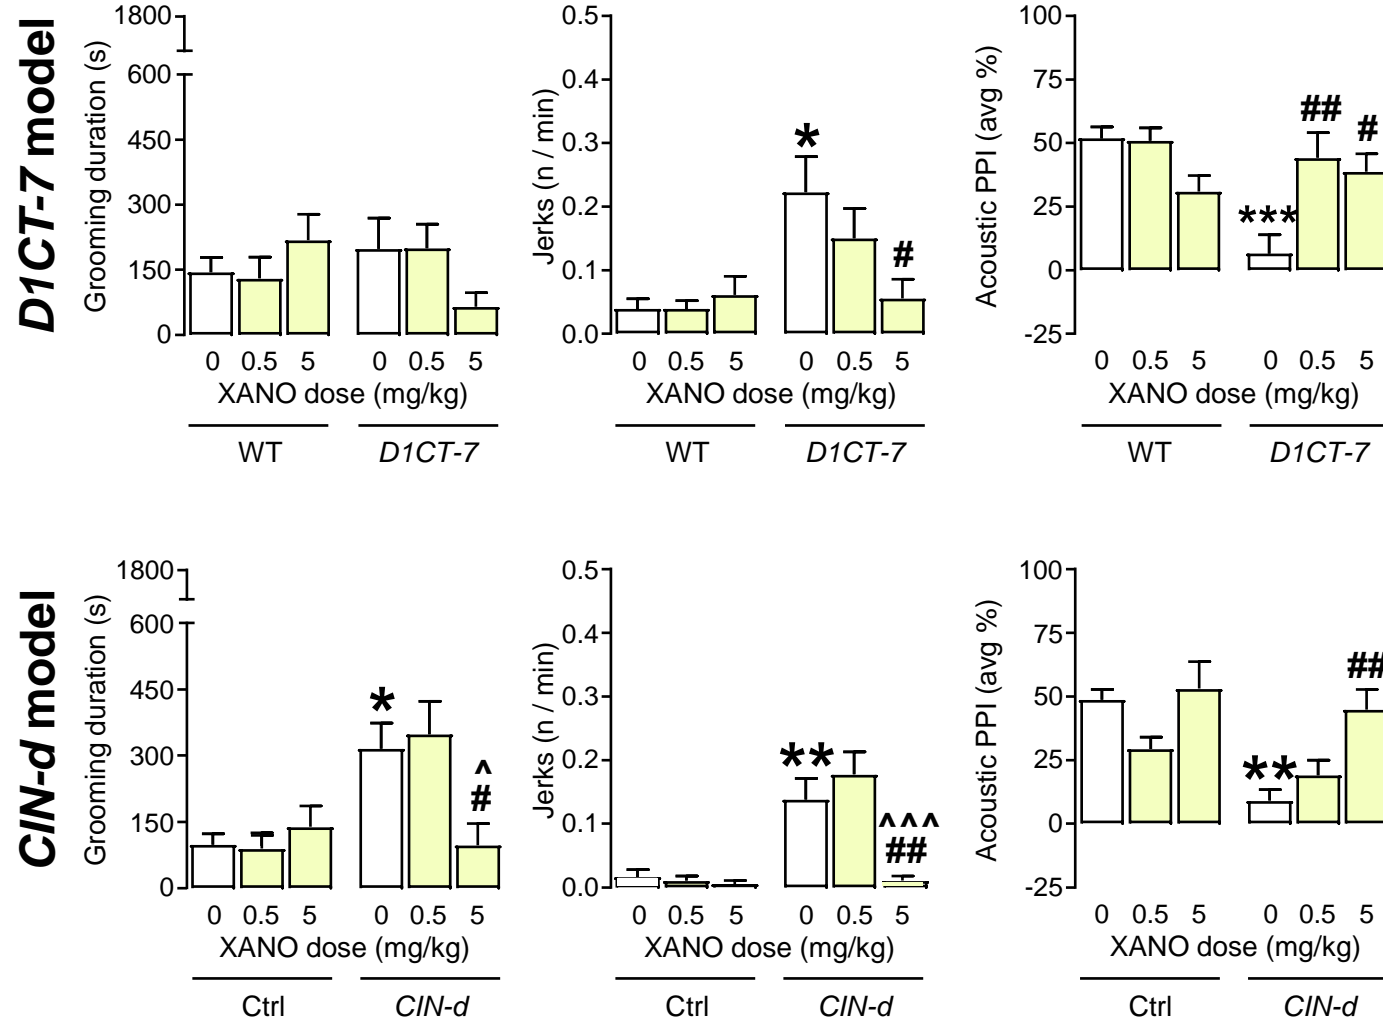 D1CT-7 model
Grooming duration (s)
1800
600
450
300
150
0
0 0.5 5 0 0.5 5
XANO dose (mg/kg)
WT D1CT-7
Jerks (n / min)
0.5
0.4
0.3
0.2
0.1
0.0
*
#
0 0.5 5 0 0.5 5
XANO dose (mg/kg)
WT D1CT-7
Acoustic PPI (avg %)
100
75
50
25
0
-25
***
##
#
0 0.5 5 0 0.5 5
XANO dose (mg/kg)
WT D1CT-7
CIN-d model
Grooming duration (s)
1800
600
450
300
150
0
*
^
#
0 0.5 5 0 0.5 5
XANO dose (mg/kg)
Ctrl CIN-d
Jerks (n / min)
0.5
0.4
0.3
0.2
0.1
0.0
**
^^^
##
0 0.5 5 0 0.5 5
XANO dose (mg/kg)
Ctrl CIN-d
Acoustic PPI (avg %)
100
75
50
25
0
-25
**
##
0 0.5 5 0 0.5 5
XANO dose (mg/kg)
Ctrl CIN-d